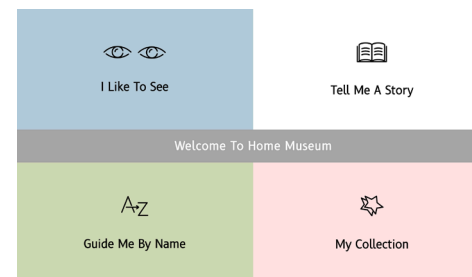 I Like To See
Tell Me A Story
Welcome To Home Museum
A-Z
Guide Me By Name
My Collection